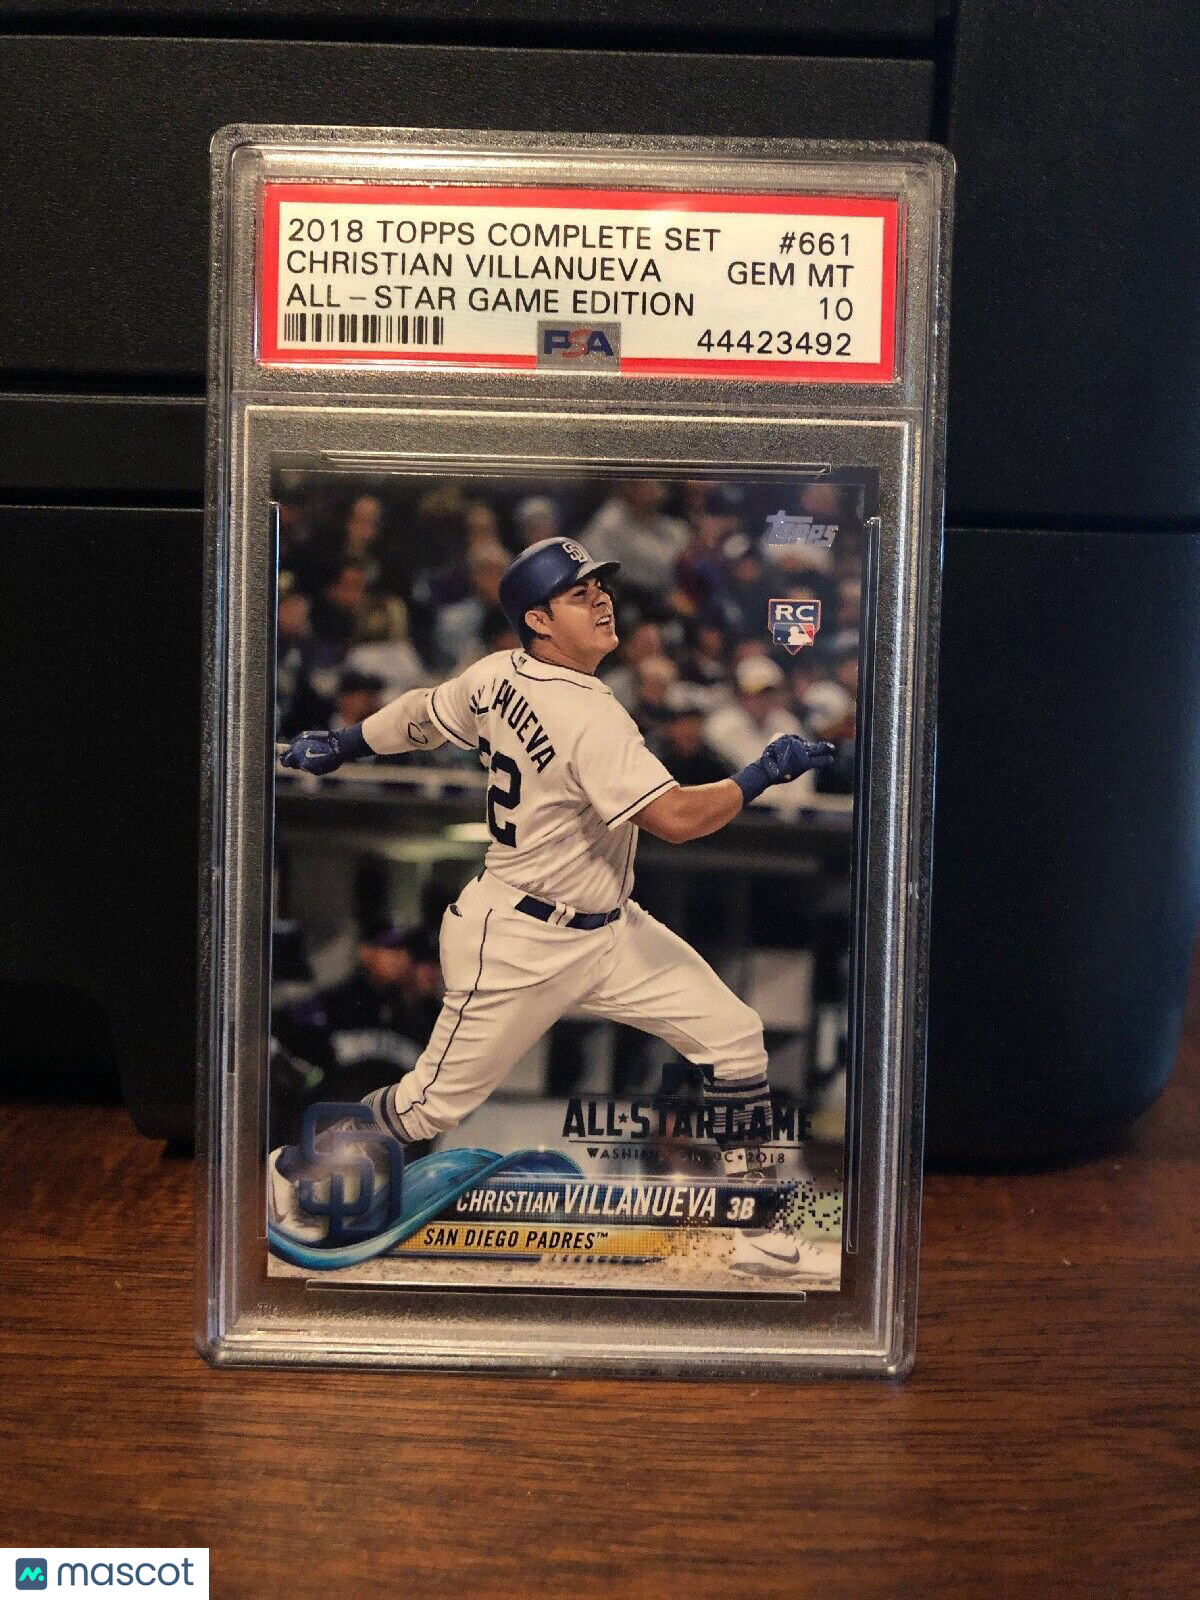 2018 TOPPS COMPLETE SET #661
CHRISTIAN VILLANUEVA GEM MT
ALL-STAR GAME EDITION 10
PSA 44423492
Topps
RC
SD
VILLANUEVA
22
ALL★STAR GAME
2018
CHRISTIAN VILLANUEVA 3B
SAN DIEGO PADRES™
mascot